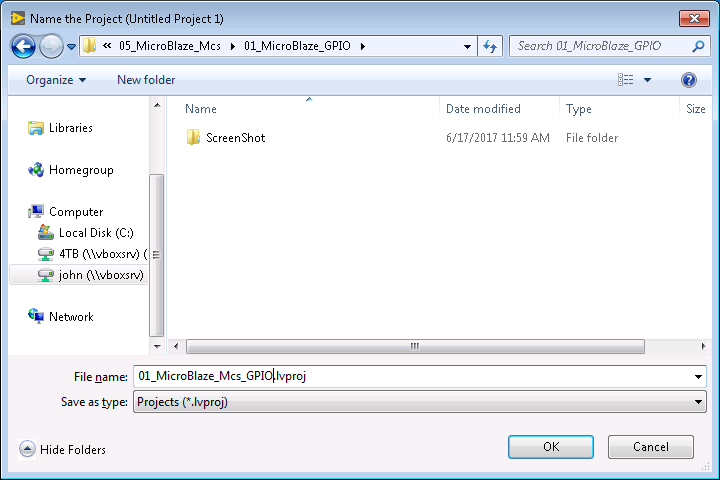 Name the Project (Untitled Project 1)
« 05_MicroBlaze_Mcs 01_MicroBlaze_GPIO Search 01_MicroBlaze_GPIO
Organize New folder ?
Name Date modified Type Size
Libraries
ScreenShot 6/17/2017 11:59 AM File folder
Homegroup
Computer
Local Disk (C:)
4TB (\\vboxsrv) (
john (\\vboxsrv)
Network
File name: 01_MicroBlaze_Mcs_GPIO.lvproj
Save as type: Projects (*.lvproj)
Hide Folders OK Cancel